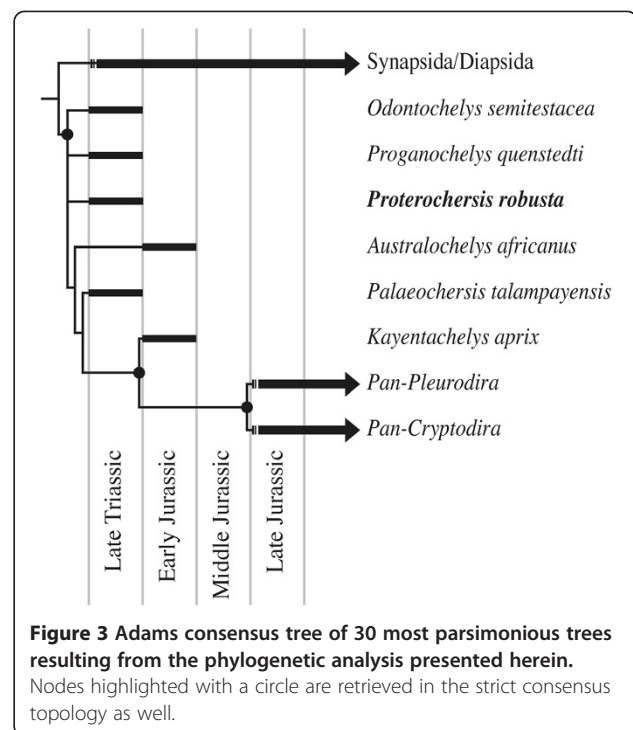 Synapsida/Diapsida
Odontochelys semitestacea
Proganochelys quenstedti
Proterochersis robusta
Australochelys africanus
Palaeochersis talampayensis
Kayentachelys aprix
Pan-Pleurodira
Pan-Cryptodira
Late Triassic
Early Jurassic
Middle Jurassic
Late Jurassic
Figure 3 Adams consensus tree of 30 most parsimonious trees
resulting from the phylogenetic analysis presented herein.
Nodes highlighted with a circle are retrieved in the strict consensus
topology as well.